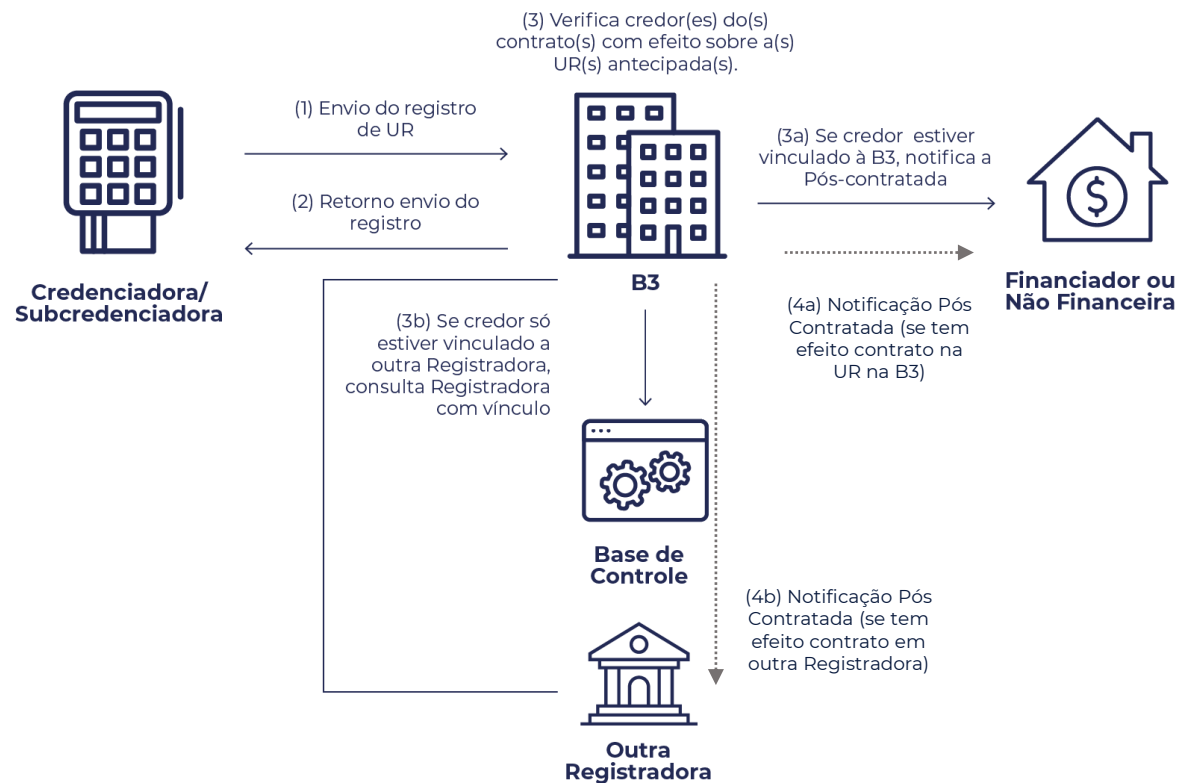 (3) Verifica credor(es) do(s)
contrato(s) com efeito sobre a(s)
UR(s) antecipada(s).
(1) Envio do registro
de UR
(2) Retorno envio do
registro
Credenciadora/
Subcredenciadora
B3
(3a) Se credor estiver
vinculado à B3, notifica a
Pós-contratada
Financiador ou
Não Financeira
(4a) Notificação Pós
Contratada (se tem
efeito contrato na
UR na B3)
(3b) Se credor só
estiver vinculado a
outra Registradora,
consulta Registradora
com vínculo
Base de
Controle
(4b) Notificação Pós
Contratada (se tem
efeito contrato em
outra Registradora)
Outra
Registradora